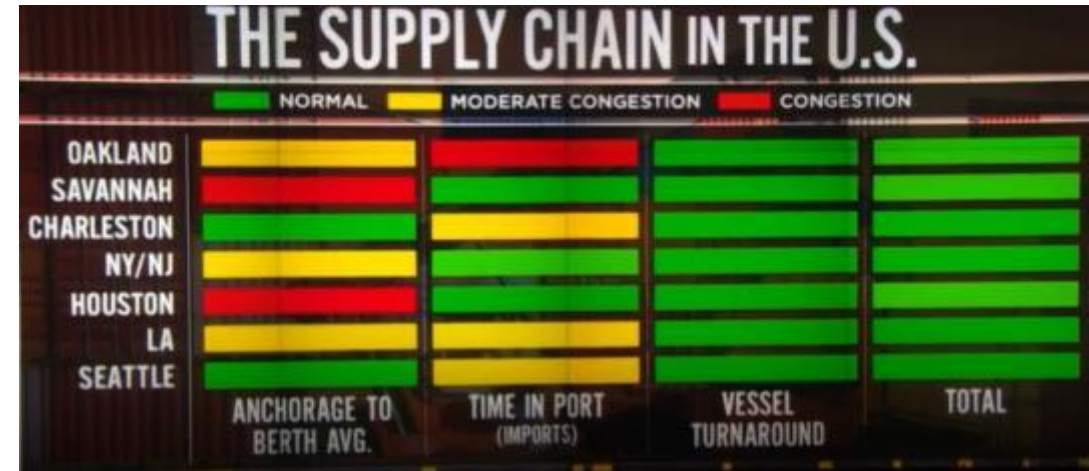 THE SUPPLY CHAIN IN THE U.S.
NORMAL MODERATE CONGESTION CONGESTION
OAKLAND
SAVANNAH
CHARLESTON
NY/NJ
HOUSTON
LA
SEATTLE
ANCHORAGE TO
BERTH AVG.
TIME IN PORT
(IMPORTS)
VESSEL
TURNAROUND
TOTAL